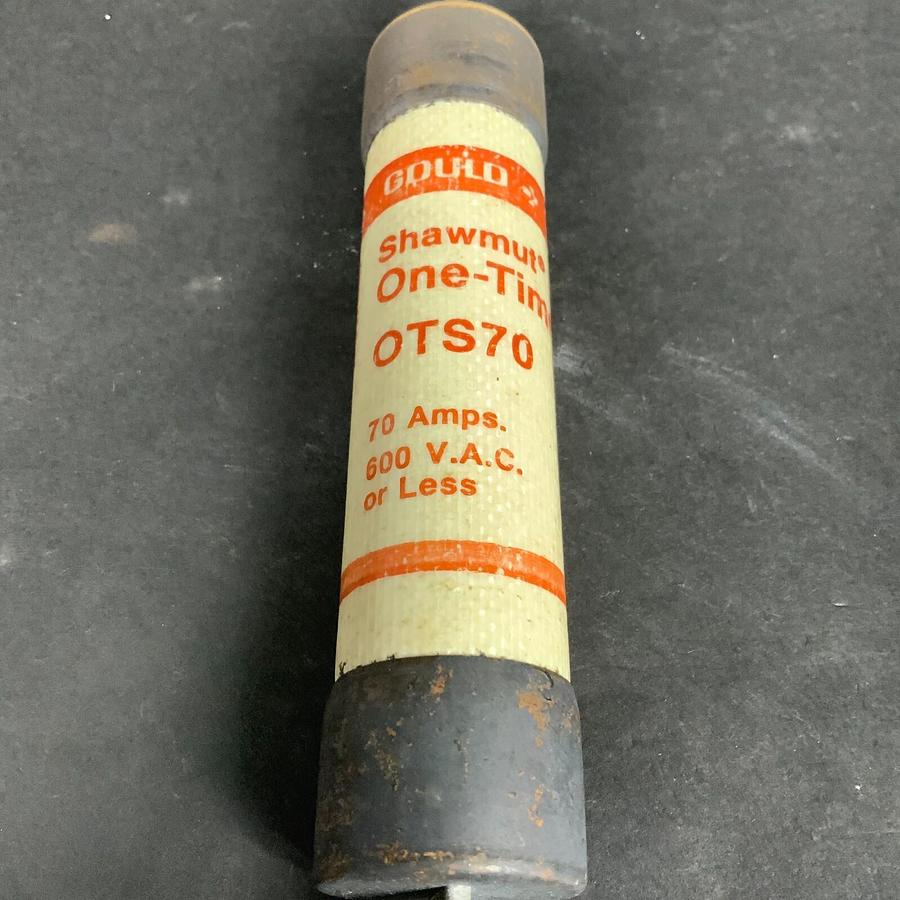 GOULD
Shawmut®
One-Tim
OTS70
70 Amps.
600 V.A.C.
or Less